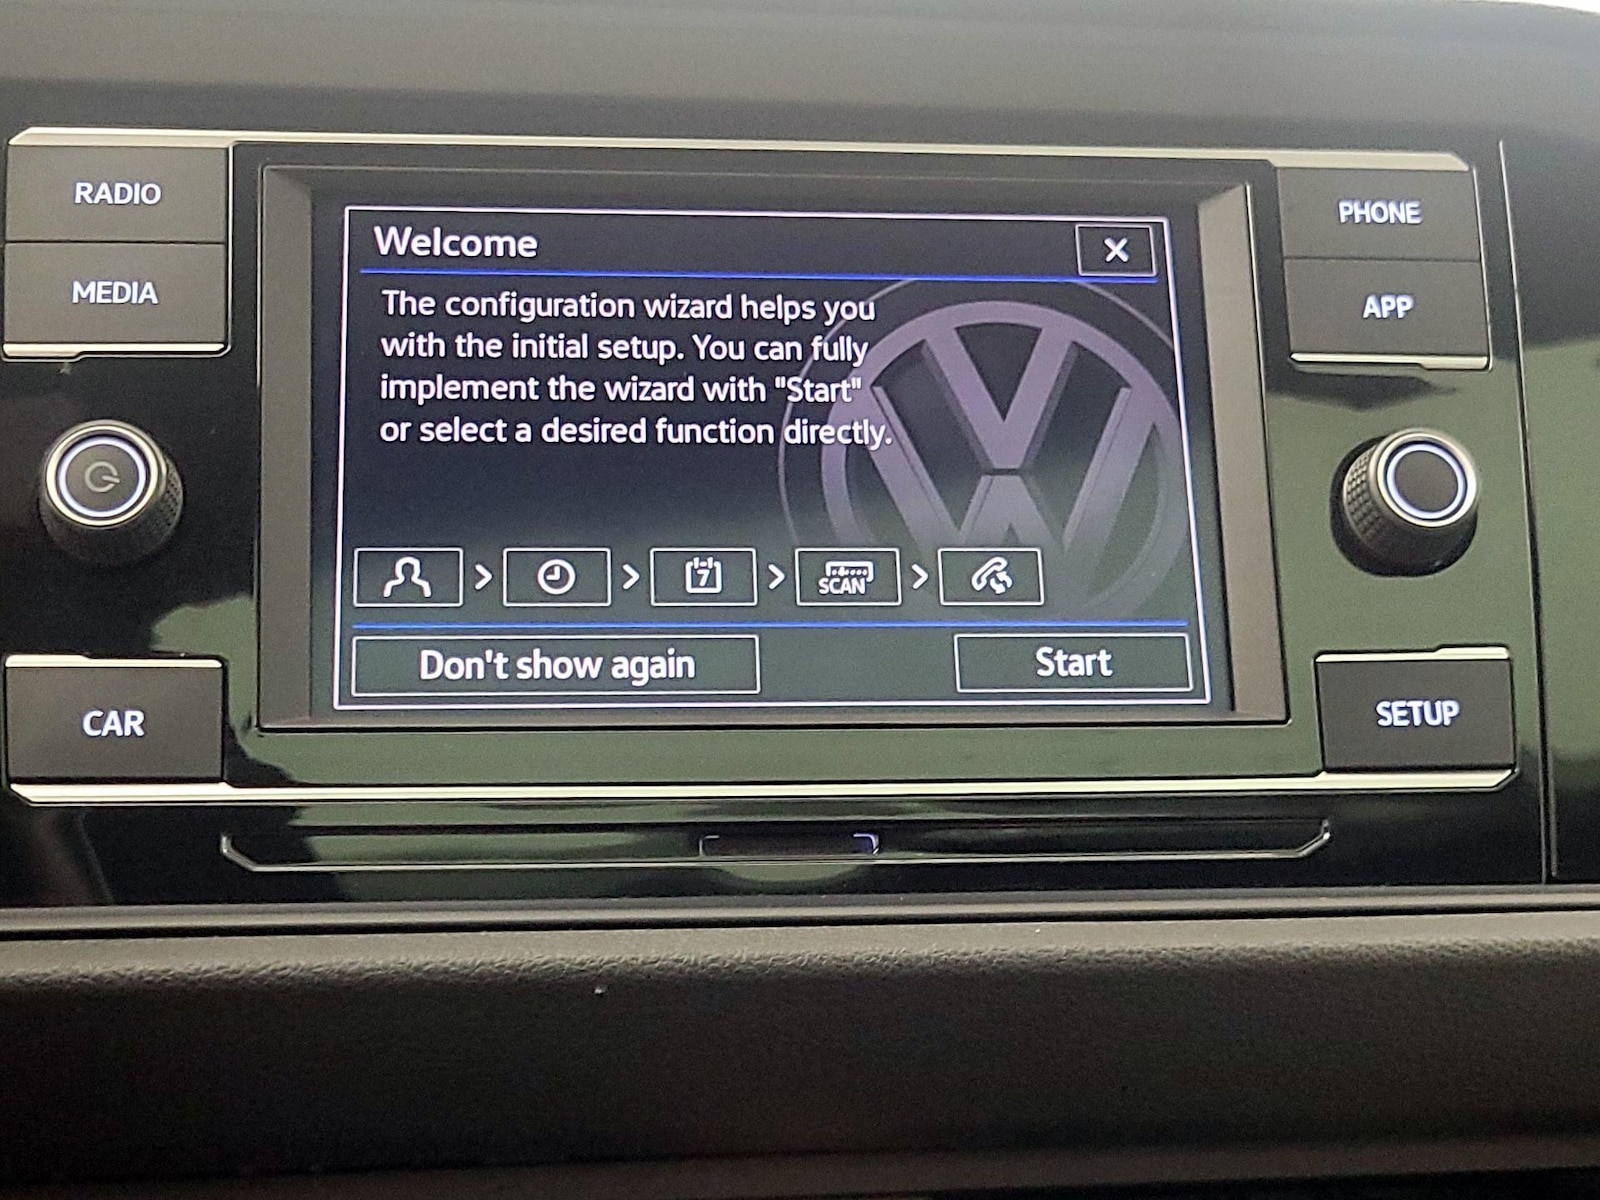 RADIO
MEDIA
CAR
Welcome
X
The configuration wizard helps you
with the initial setup. You can fully
implement the wizard with "Start"
or select a desired function directly.
7
SCAN
Don't show again
Start
PHONE
APP
SETUP